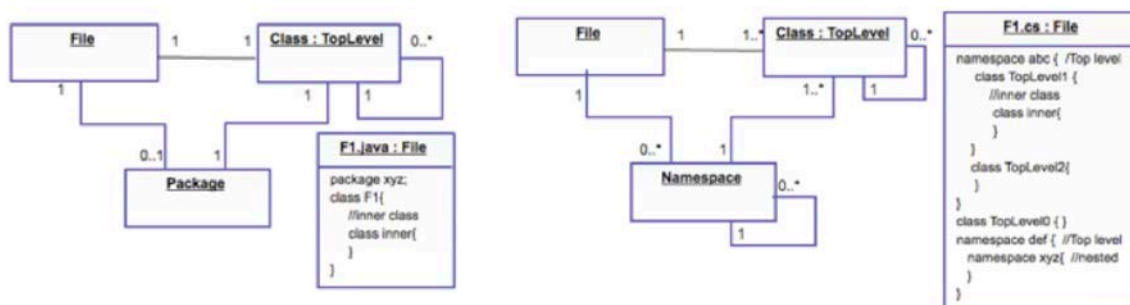 File
1
1
Class : TopLevel
0..*
1
1
1
0..1
1
Package
F1.java : File
package xyz;
class F1{
//inner class
class inner{
}
}
File
1
1..*
Class : TopLevel
0..*
1
1..*
1
0..*
1
Namespace
0..*
1
F1.cs : File
namespace abc { /Top level
class TopLevel1 {
//inner class
class inner{
}
}
class TopLevel2{
}
}
class TopLevel0 { }
namespace def { //Top level
namespace xyz{ //nested
}
}